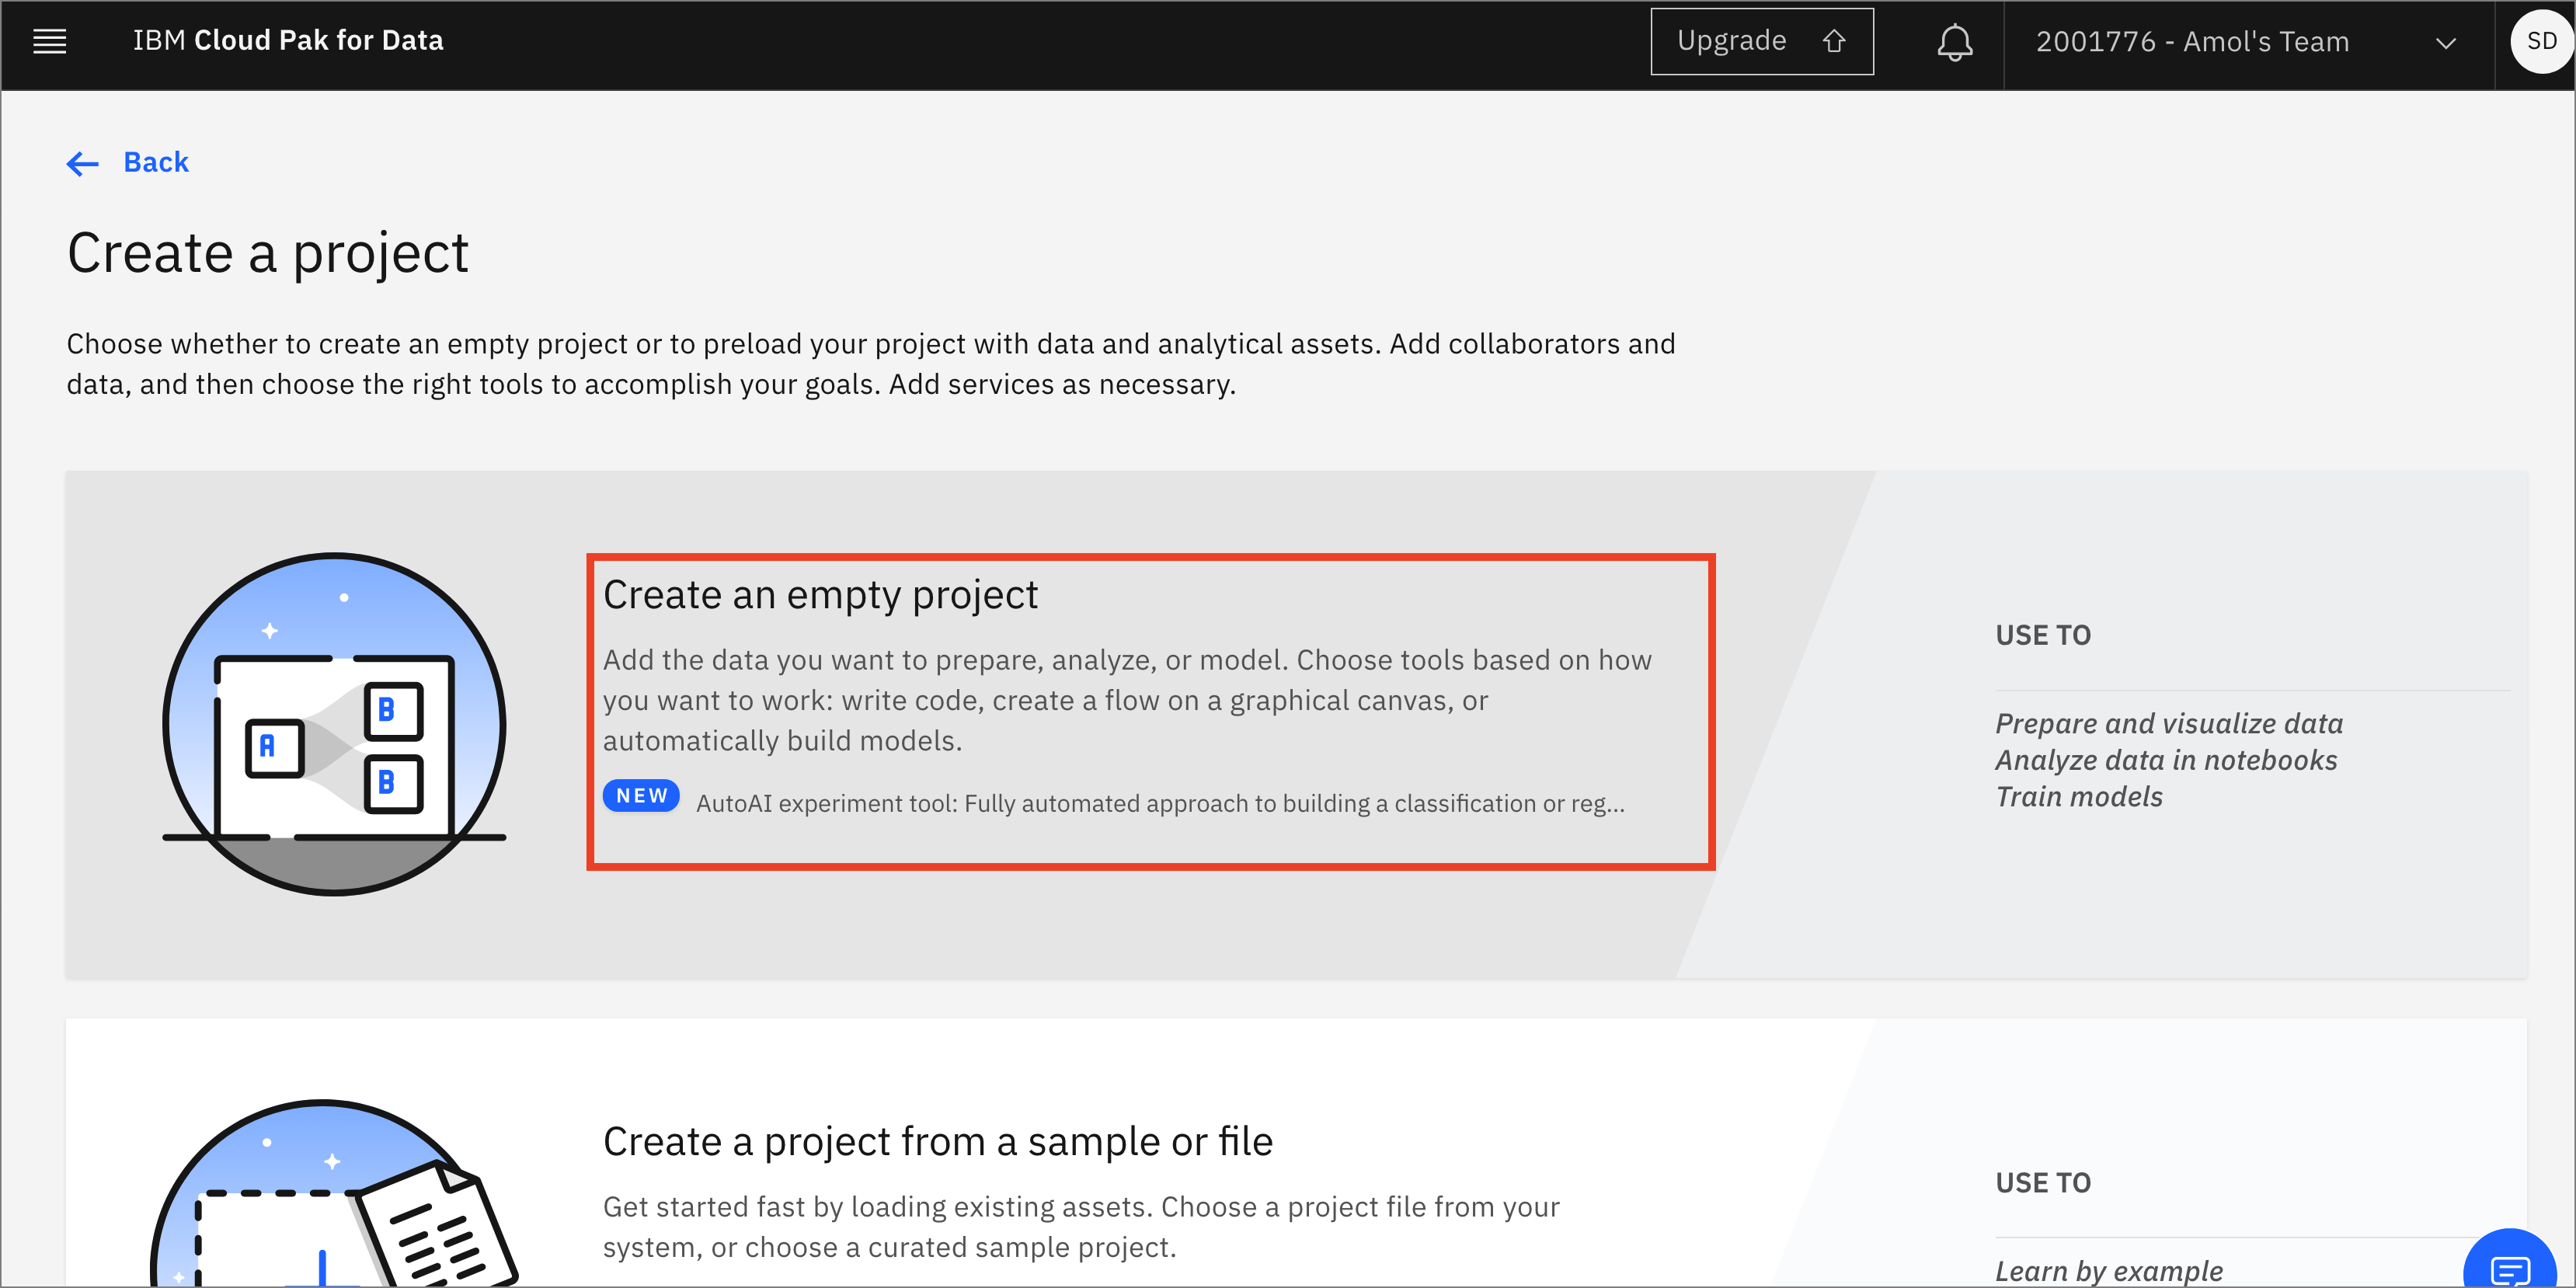 IBM Cloud Pak for Data
Upgrade
2001776 - Amol's Team
SD
Back
Create a project
Choose whether to create an empty project or to preload your project with data and analytical assets. Add collaborators and
data, and then choose the right tools to accomplish your goals. Add services as necessary.
Create an empty project
Add the data you want to prepare, analyze, or model. Choose tools based on how
you want to work: write code, create a flow on a graphical canvas, or
automatically build models.
NEW AutoAI experiment tool: Fully automated approach to building a classification or reg...
A
B
B
USE TO
Prepare and visualize data
Analyze data in notebooks
Train models
Create a project from a sample or file
Get started fast by loading existing assets. Choose a project file from your
system, or choose a curated sample project.
USE TO
Learn by example